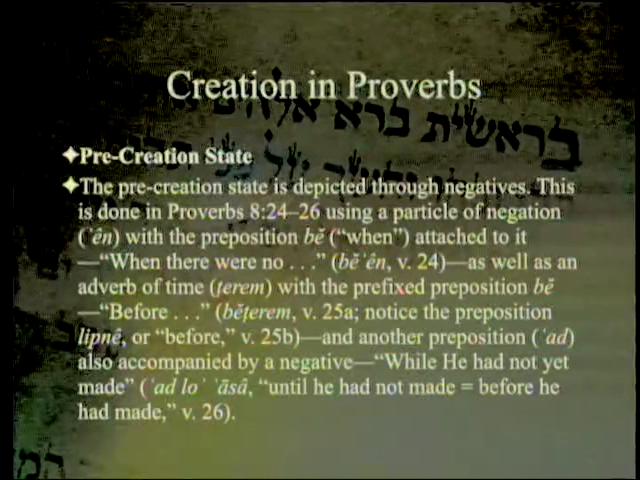 Creation in Proverbs
בראשית ברא אלהים
✦Pre-Creation State
✦The pre-creation state is depicted through negatives. This
is done in Proverbs 8:24–26 using a particle of negation
(ʾên) with the preposition bĕ (“when”) attached to it
—“When there were no . . .” (bĕʾên, v. 24)—as well as an
adverb of time (ṭerem) with the prefixed preposition bĕ
—“Before . . .” (bĕṭerem, v. 25a; notice the preposition
lipnê, or “before,” v. 25b)—and another preposition (ʿad)
also accompanied by a negative—“While He had not yet
made” (ʿad loʾ ʿāśâ, “until he had not made = before he
had made,” v. 26).